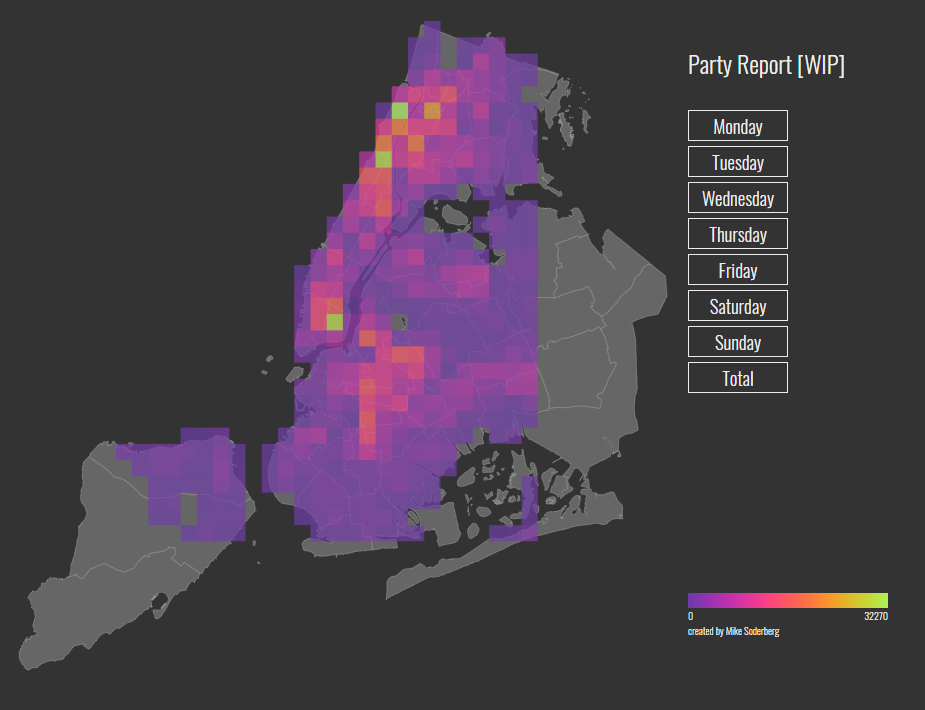 Party Report [WIP]
Monday
Tuesday
Wednesday
Thursday
Friday
Saturday
Sunday
Total
0 32270
created by Mike Soderberg